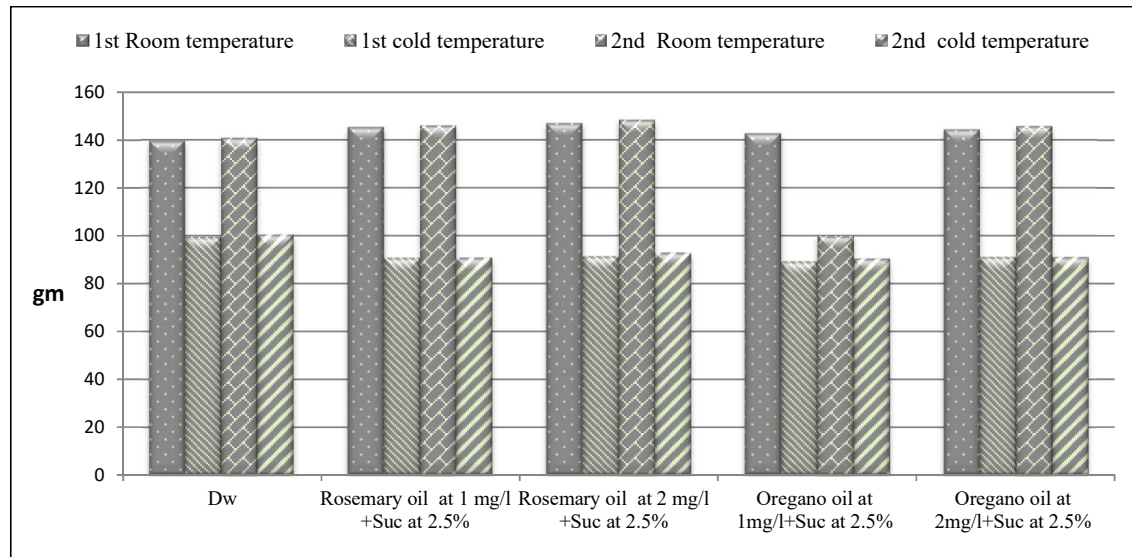 1st Room temperature 1st cold temperature 2nd Room temperature 2nd cold temperature
160
140
120
100
80
60
40
20
0
gm
Dw
Rosemary oil at 1 mg/l
+Suc at 2.5%
Rosemary oil at 2 mg/l
+Suc at 2.5%
Oregano oil at
1mg/l+Suc at 2.5%
Oregano oil at
2mg/l+Suc at 2.5%